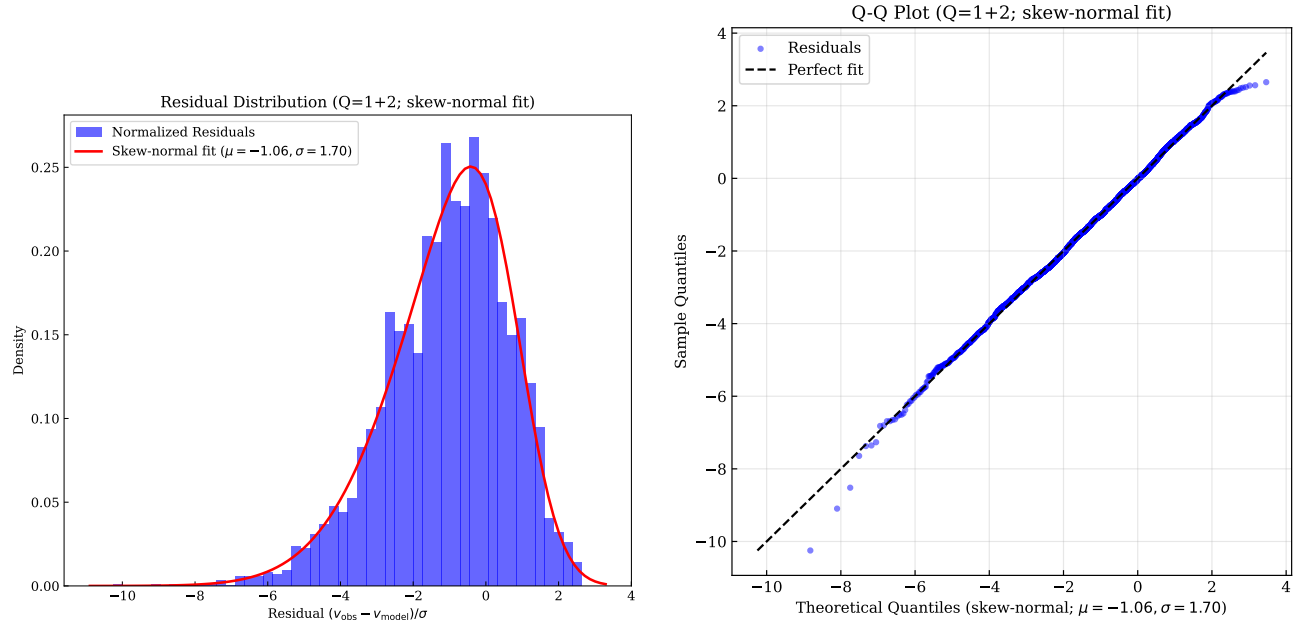 Residual Distribution (Q=1+2; skew-normal fit)
Normalized Residuals
Skew-normal fit (μ = −1.06, σ = 1.70)
0.25
0.20
0.15
0.10
0.05
0.00
Density
−10 −8 −6 −4 −2 0 2 4
Residual (v_obs − v_model)/σ
Q-Q Plot (Q=1+2; skew-normal fit)
Residuals
Perfect fit
4
2
0
−2
−4
−6
−8
−10
Sample Quantiles
−10 −8 −6 −4 −2 0 2 4
Theoretical Quantiles (skew-normal; μ = −1.06, σ = 1.70)